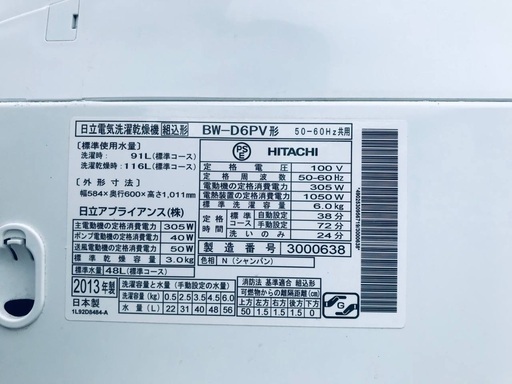 日立電気洗濯乾燥機 組込形 BW-D6PV形 50-60Hz共用
〔標準使用水量〕
洗濯時：91L（標準コース）
洗濯乾燥時：116L（標準コース）
〔外形寸法〕
幅584×奥行600×高さ1,011mm
日立アプライアンス(株)
主電動機の定格消費電力 305W
ポンプ電動機の定格消費電力 40W
送風電動機の定格消費電力 50W
標準乾燥容量 3.0kg
標準水量 48L（標準コース）
PSE HITACHI
定格電圧 100V
定格周波数 50-60Hz
電動機の定格消費電力 305W
電熱装置の定格消費電力 1050W
標準洗濯容量 6.0kg
定格時間 標準自動設定 38分
標準手動設定 72分
洗いのみ 24分
製造番号 3000638
色相 N（シャンパン）
2013年製
日本製
洗濯容量と水量（手動設定の水量）
洗濯容量(kg) 0.5 2.5 3.5 4.5 6.0
水量（L） 22 31 40 48 56
消防法 基準適合 組込形
可燃物からの離隔距離(cm)
上方 左方 右方 前方 後方 下方
50 1.5 1.5 1.5 1.5 0
G
1L92D8484-A